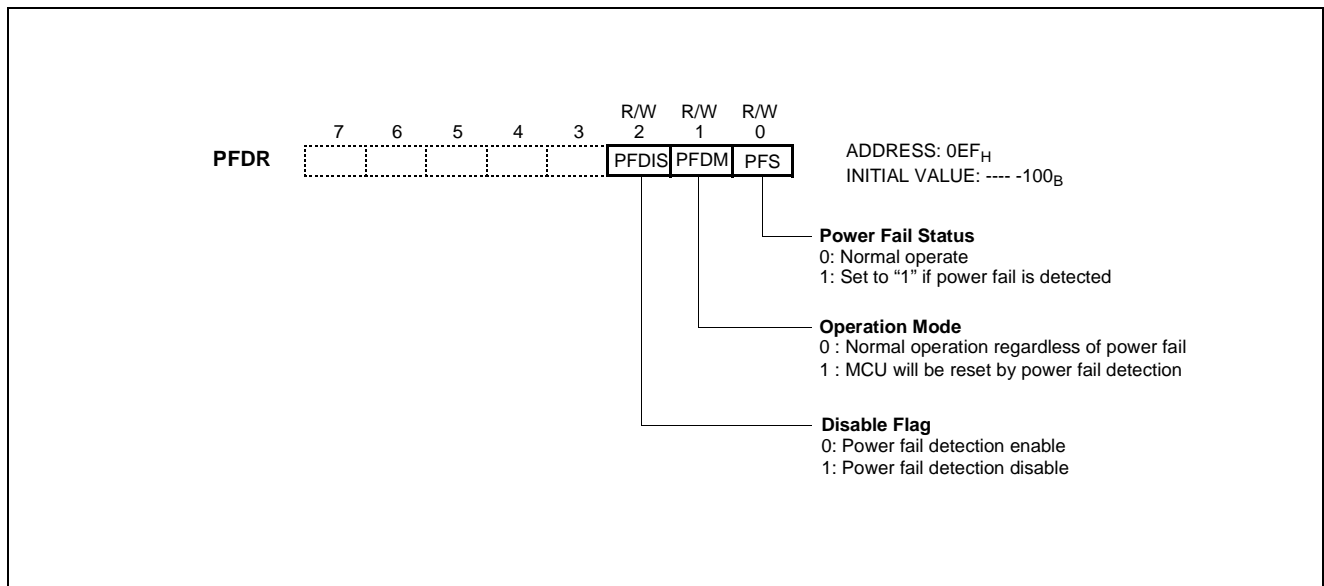 R/W R/W R/W
7 6 5 4 3 2 1 0
PFDR PFDIS PFDM PFS
ADDRESS: 0EFH
INITIAL VALUE: ---- -100B
Power Fail Status
0: Normal operate
1: Set to “1” if power fail is detected
Operation Mode
0 : Normal operation regardless of power fail
1 : MCU will be reset by power fail detection
Disable Flag
0: Power fail detection enable
1: Power fail detection disable